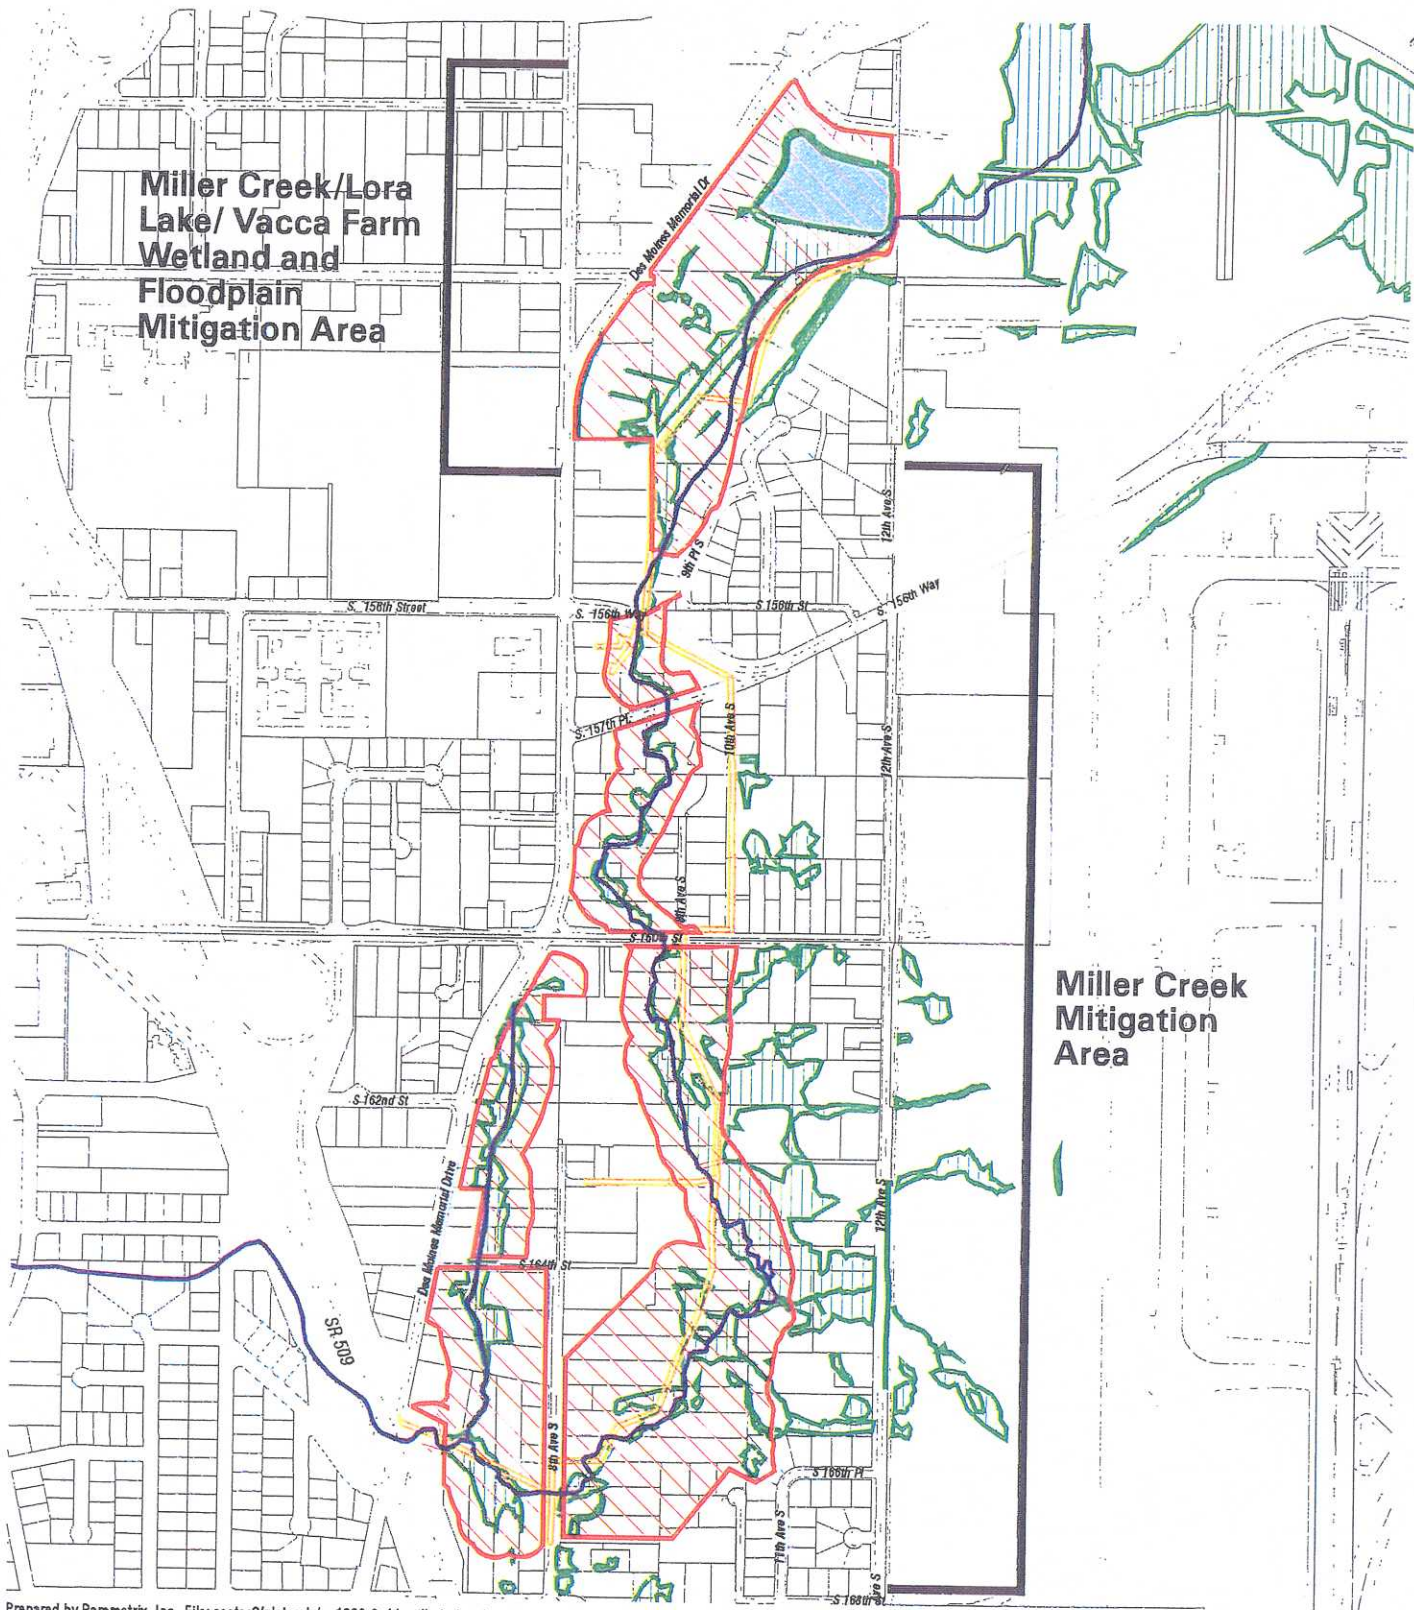 Miller Creek/Lora
Lake/ Vacca Farm
Wetland and
Floodplain
Mitigation Area
Des Moines Memorial Dr
12th Ave S
9th Pl S
S. 156th Street
S. 156th Way
S 156th St
S. 156th Way
S. 157th Pl.
10th Ave S
12th Ave S
9th Ave S
S 160th St
Miller Creek
Mitigation
Area
S 162nd St
Des Moines Memorial Drive
12th Ave S
S 164th St
SR 509
8th Ave S
S 166th Pl
11th Ave S
S 168th St
Prepared by Parametrix, Inc.